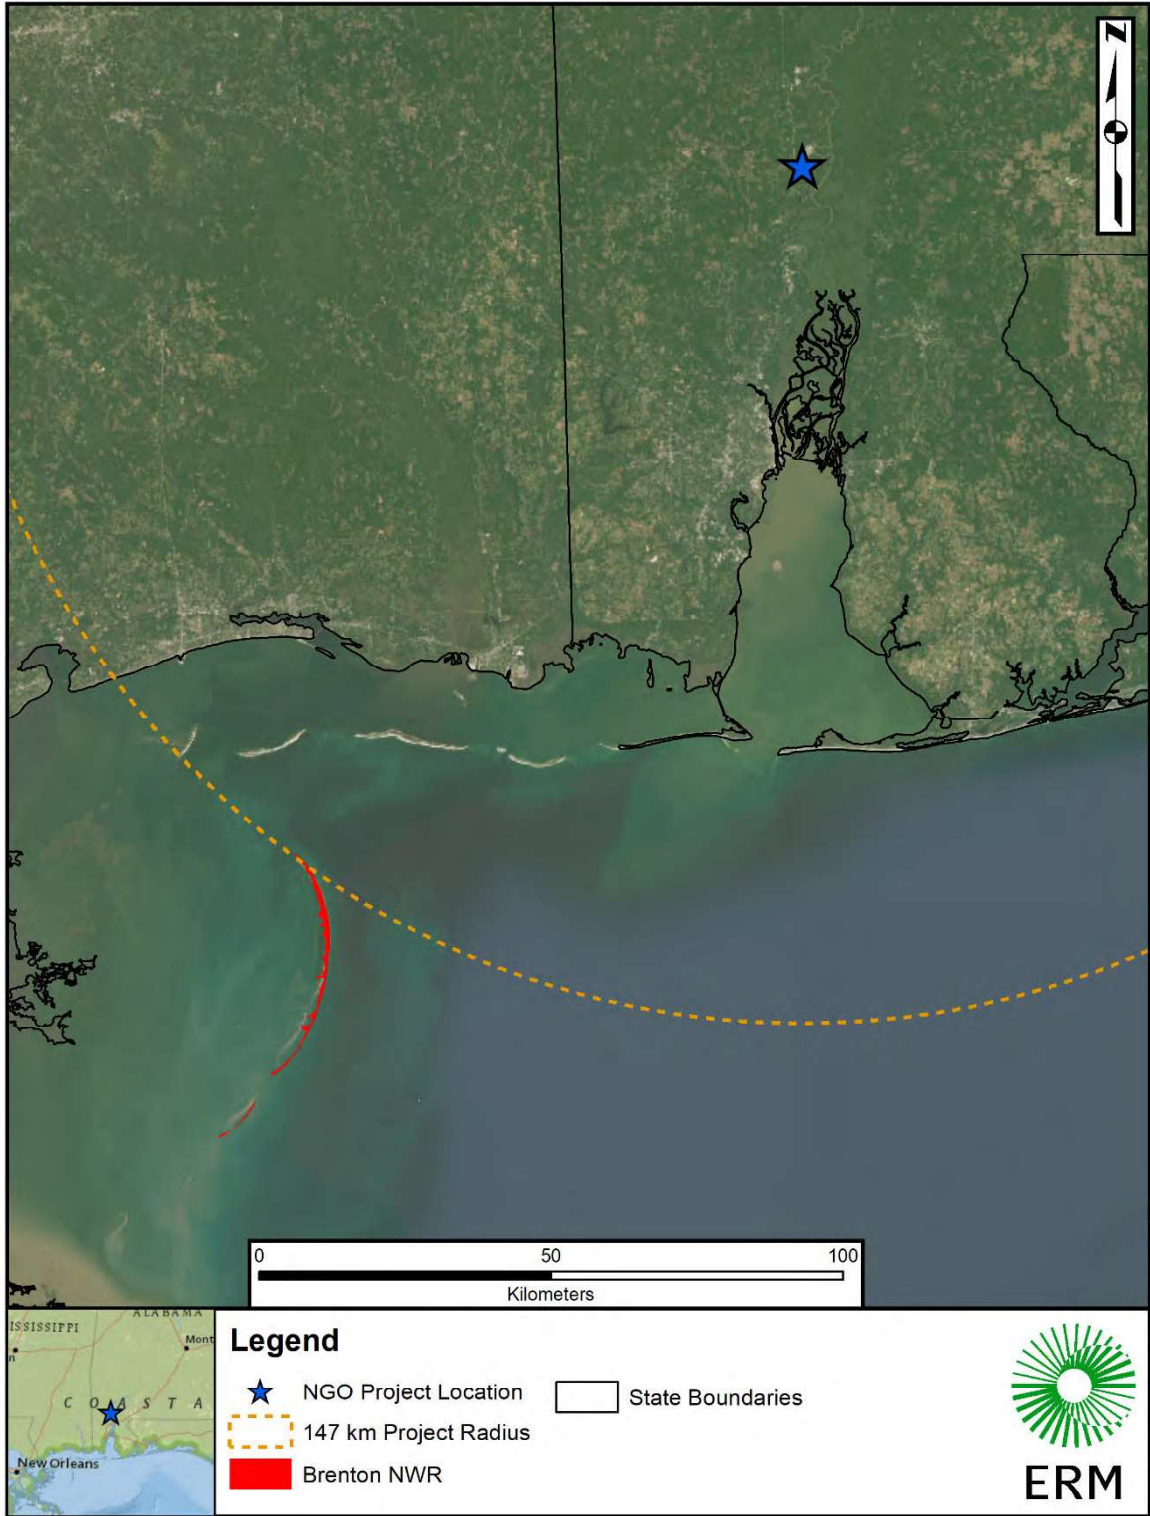 N
0 50 100
Kilometers
ALABAMA
ISSISSIPPI
Mont
n
C O A S T A
New Orleans
Legend
NGO Project Location
State Boundaries
147 km Project Radius
Brenton NWR
ERM